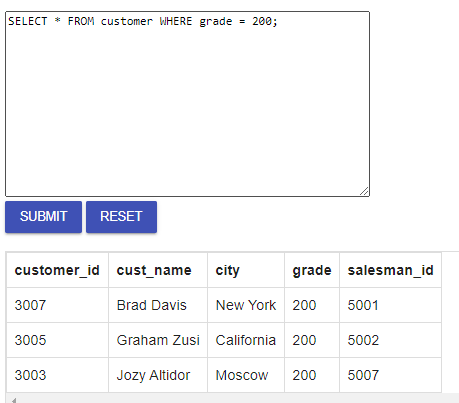 SELECT * FROM customer WHERE grade = 200;
SUBMIT RESET
customer_id cust_name city grade salesman_id
3007 Brad Davis New York 200 5001
3005 Graham Zusi California 200 5002
3003 Jozy Altidor Moscow 200 5007